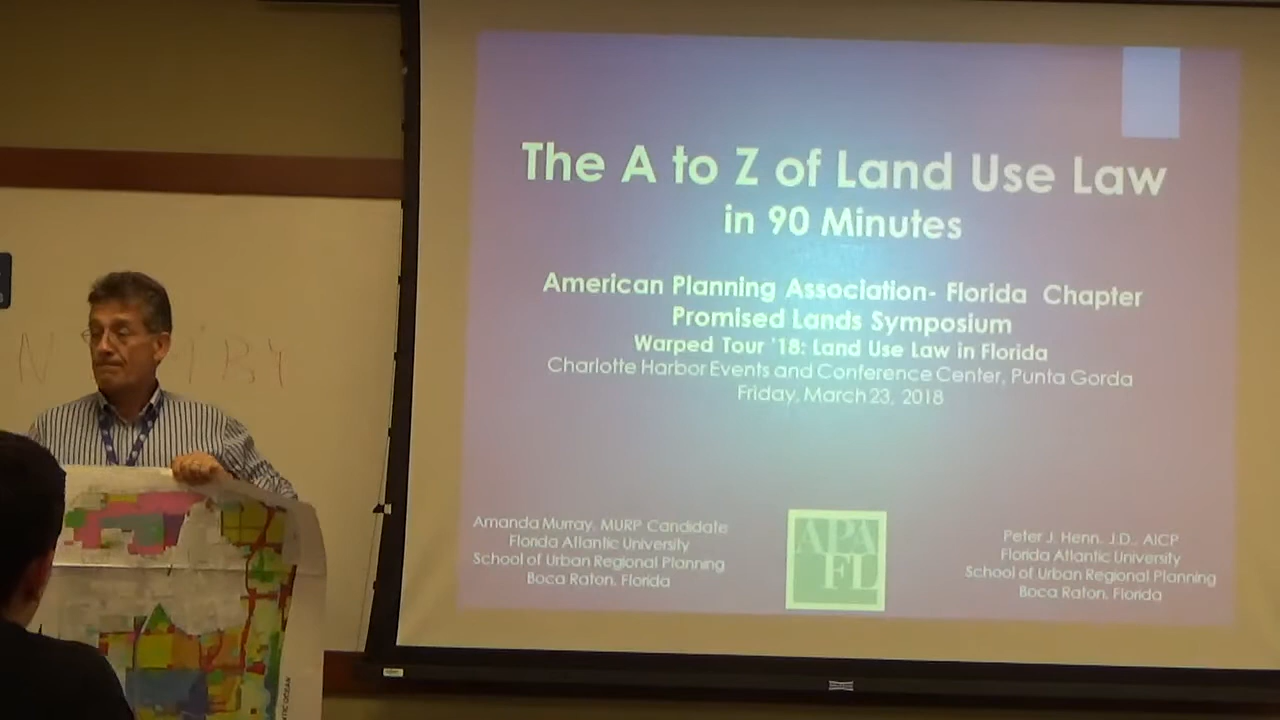 The A to Z of Land Use Law
in 90 Minutes
American Planning Association- Florida Chapter
Promised Lands Symposium
Warped Tour '18: Land Use Law in Florida
Charlotte Harbor Events and Conference Center, Punta Gorda
Friday, March 23, 2018
Amanda Murray, MURP Candidate
Florida Atlantic University
School of Urban Regional Planning
Boca Raton, Florida
APA
FL
Peter J. Henn, J.D., AICP
Florida Atlantic University
School of Urban Regional Planning
Boca Raton, Florida
OCEAN